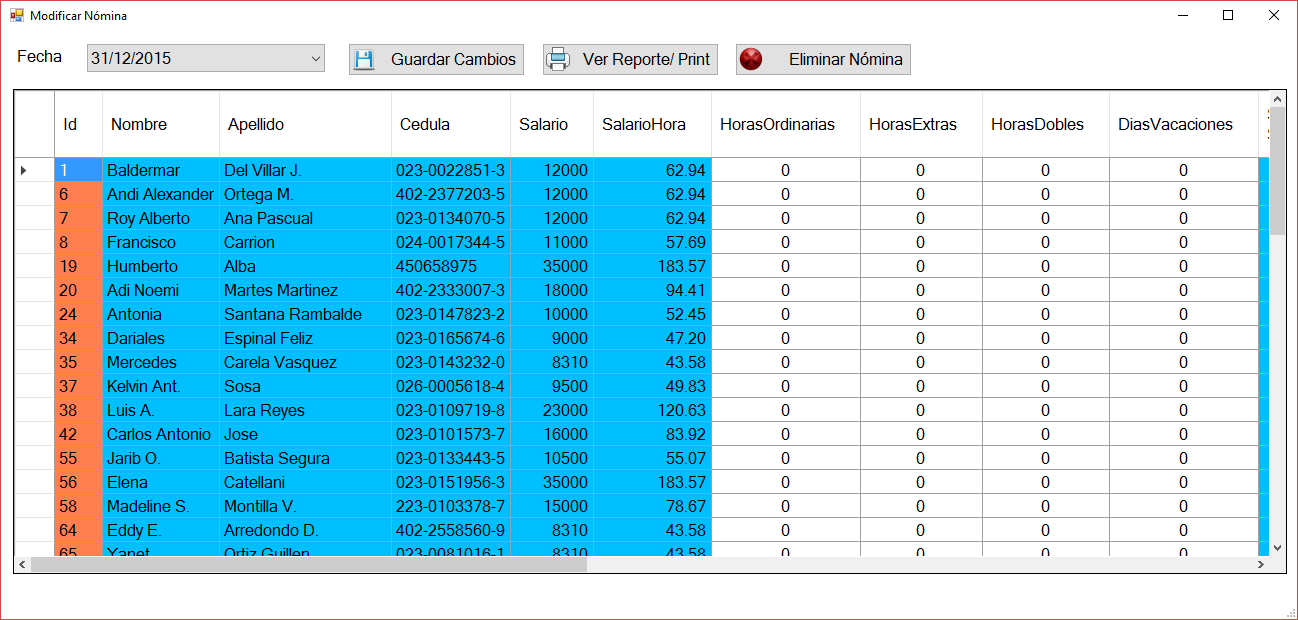 Modificar Nómina
Fecha 31/12/2015 Guardar Cambios Ver Reporte/ Print Eliminar Nómina
Id Nombre Apellido Cedula Salario SalarioHora HorasOrdinarias HorasExtras HorasDobles DiasVacaciones
1 Baldermar Del Villar J. 023-0022851-3 12000 62.94 0 0 0 0
6 Andi Alexander Ortega M. 402-2377203-5 12000 62.94 0 0 0 0
7 Roy Alberto Ana Pascual 023-0134070-5 12000 62.94 0 0 0 0
8 Francisco Carrion 024-0017344-5 11000 57.69 0 0 0 0
19 Humberto Alba 450658975 35000 183.57 0 0 0 0
20 Adi Noemi Martes Martinez 402-2333007-3 18000 94.41 0 0 0 0
24 Antonia Santana Rambalde 023-0147823-2 10000 52.45 0 0 0 0
34 Dariales Espinal Feliz 023-0165674-6 9000 47.20 0 0 0 0
35 Mercedes Carela Vasquez 023-0143232-0 8310 43.58 0 0 0 0
37 Kelvin Ant. Sosa 026-0005618-4 9500 49.83 0 0 0 0
38 Luis A. Lara Reyes 023-0109719-8 23000 120.63 0 0 0 0
42 Carlos Antonio Jose 023-0101573-7 16000 83.92 0 0 0 0
55 Jarib O. Batista Segura 023-0133443-5 10500 55.07 0 0 0 0
56 Elena Catellani 023-0151956-3 35000 183.57 0 0 0 0
58 Madeline S. Montilla V. 223-0103378-7 15000 78.67 0 0 0 0
64 Eddy E. Arredondo D. 402-2558560-9 8310 43.58 0 0 0 0
65 Yanet Ortiz Guillen 023-0081016-1 8310 43.58 0 0 0 0